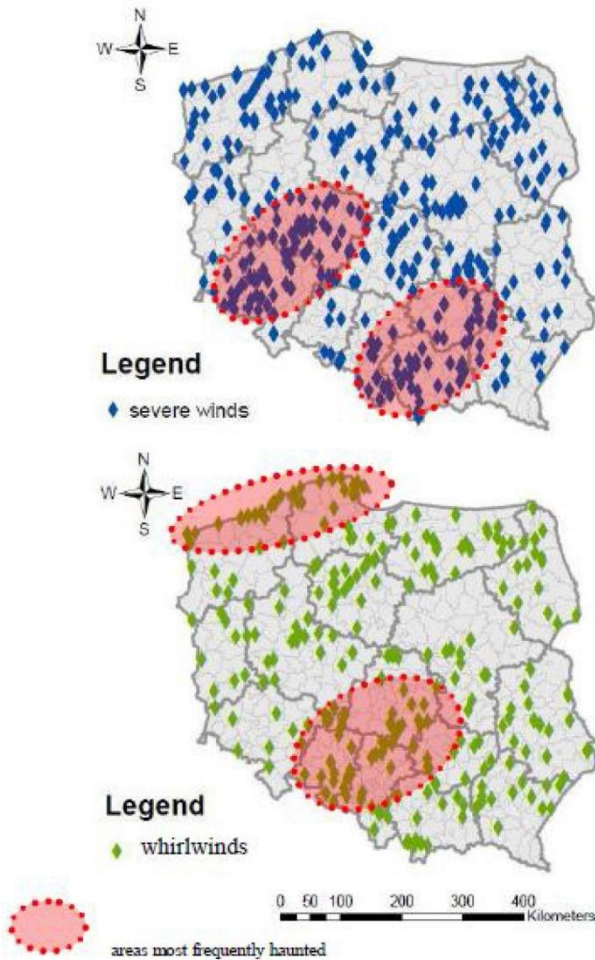 N
W E
S
Legend
severe winds
N
W E
S
Legend
whirlwinds
0 50 100 200 300 400
Kilometers
areas most frequently haunted